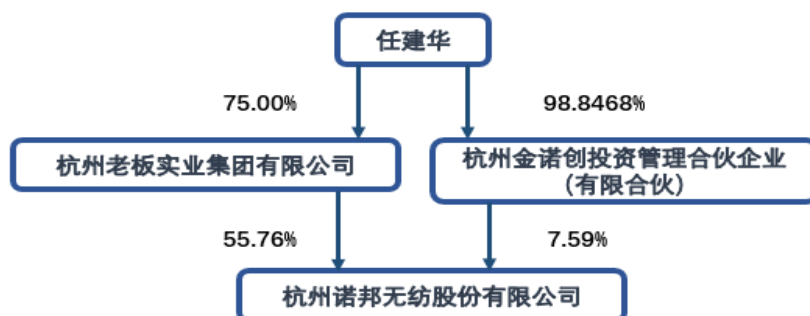 任建华
75.00%
98.8468%
杭州老板实业集团有限公司
杭州金诺创投资管理合伙企业
(有限合伙)
55.76%
7.59%
杭州诺邦无纺股份有限公司